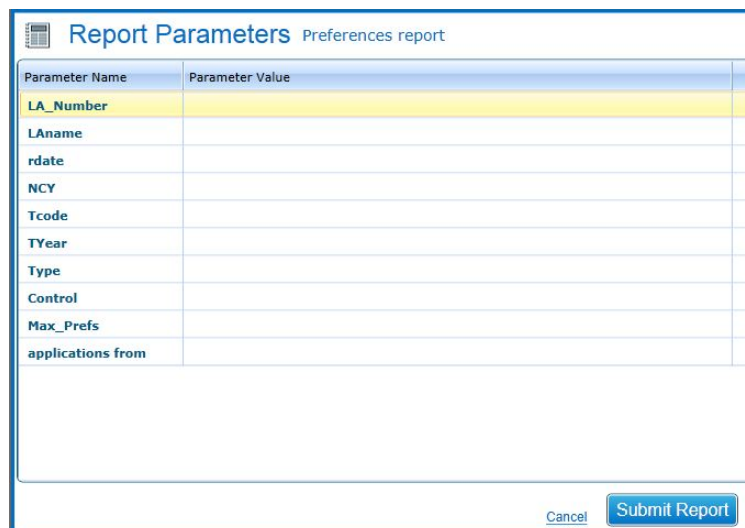 Report Parameters Preferences report
Parameter Name Parameter Value
LA_Number
LAname
rdate
NCY
Tcode
TYear
Type
Control
Max_Prefs
applications from
Cancel Submit Report